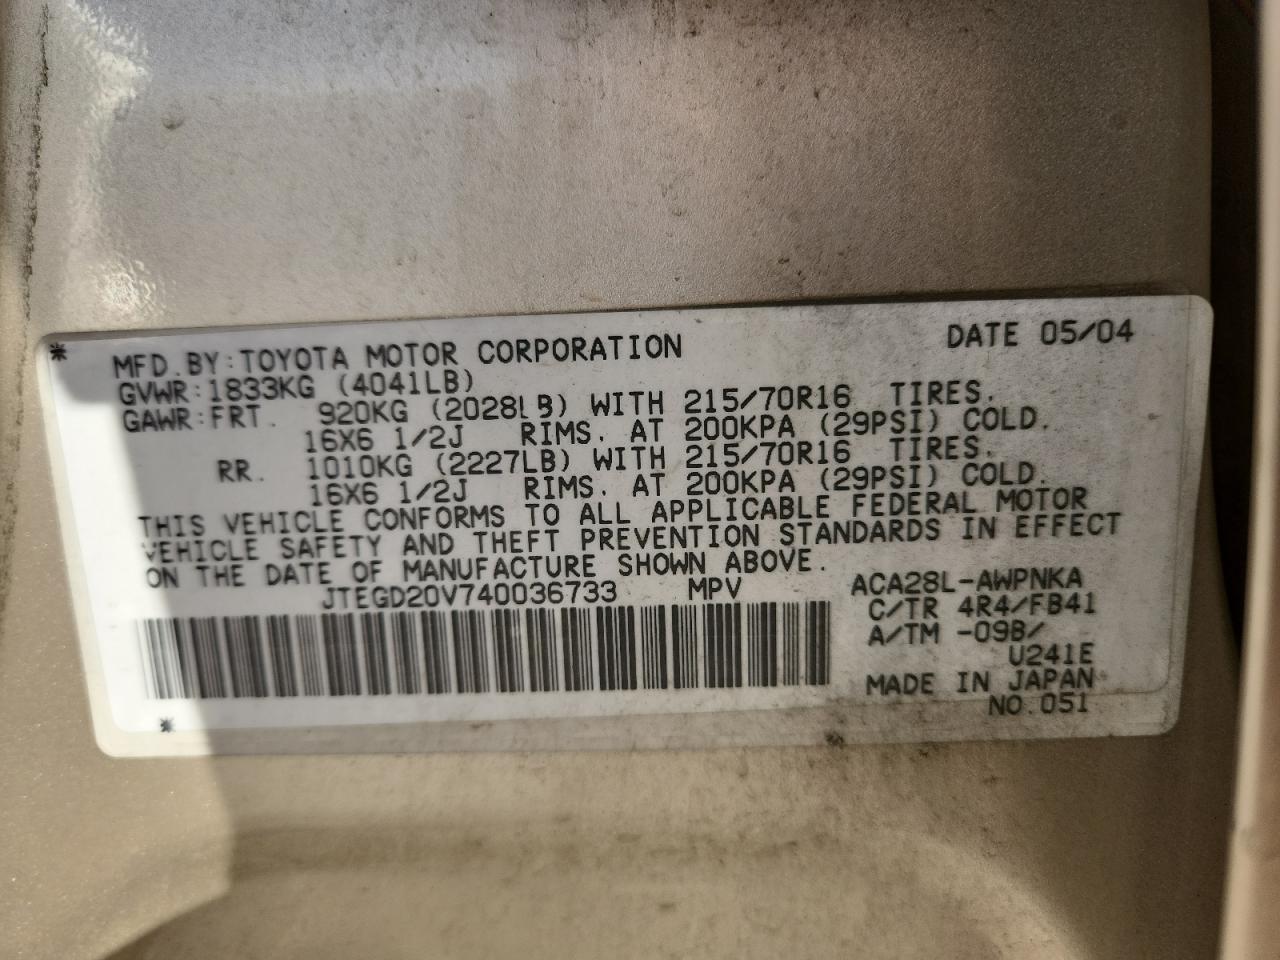 * MFD.BY:TOYOTA MOTOR CORPORATION DATE 05/04
GVWR:1833KG (4041LB)
GAWR:FRT. 920KG (2028LB) WITH 215/70R16 TIRES.
16X6 1/2J RIMS. AT 200KPA (29PSI) COLD.
RR. 1010KG (2227LB) WITH 215/70R16 TIRES.
16X6 1/2J RIMS. AT 200KPA (29PSI) COLD.
THIS VEHICLE CONFORMS TO ALL APPLICABLE FEDERAL MOTOR
VEHICLE SAFETY AND THEFT PREVENTION STANDARDS IN EFFECT
ON THE DATE OF MANUFACTURE SHOWN ABOVE.
JTEGD20V740036733 MPV ACA28L-AWPNKA
C/TR 4R4/FB41
A/TM -09B/
U241E
MADE IN JAPAN
* NO.051